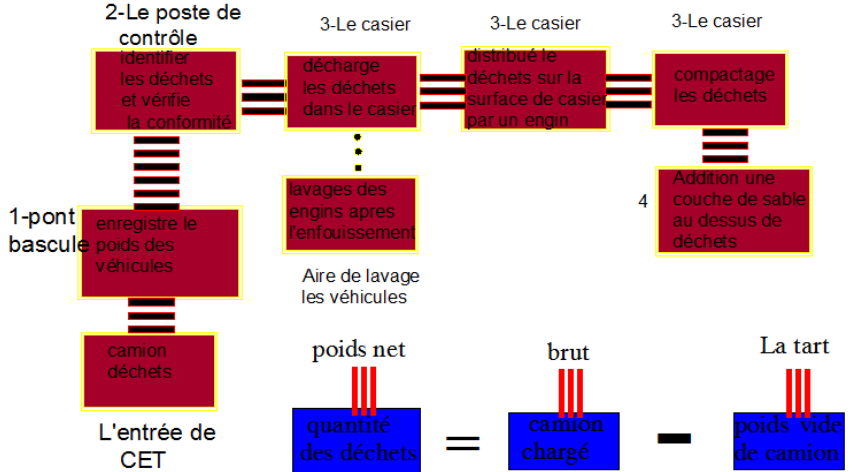 2-Le poste de
contrôle
identifier
les déchets
et vérifie
la conformité
3-Le casier
décharge
les déchets
dans le casier
3-Le casier
distribué le
déchets sur la
surface de casier
par un engin
3-Le casier
compactage
les déchets
1-pont
bascule
enregistre le
poids des
véhicules
lavages des
engins apres
l'enfouissement
Aire de lavage
les véhicules
4
Addition une
couche de sable
au dessus de
déchets
camion
déchets
L'entrée de
CET
poids net
quantité
des déchets
=
brut
camion
chargé
-
La tart
poids vide
de camion